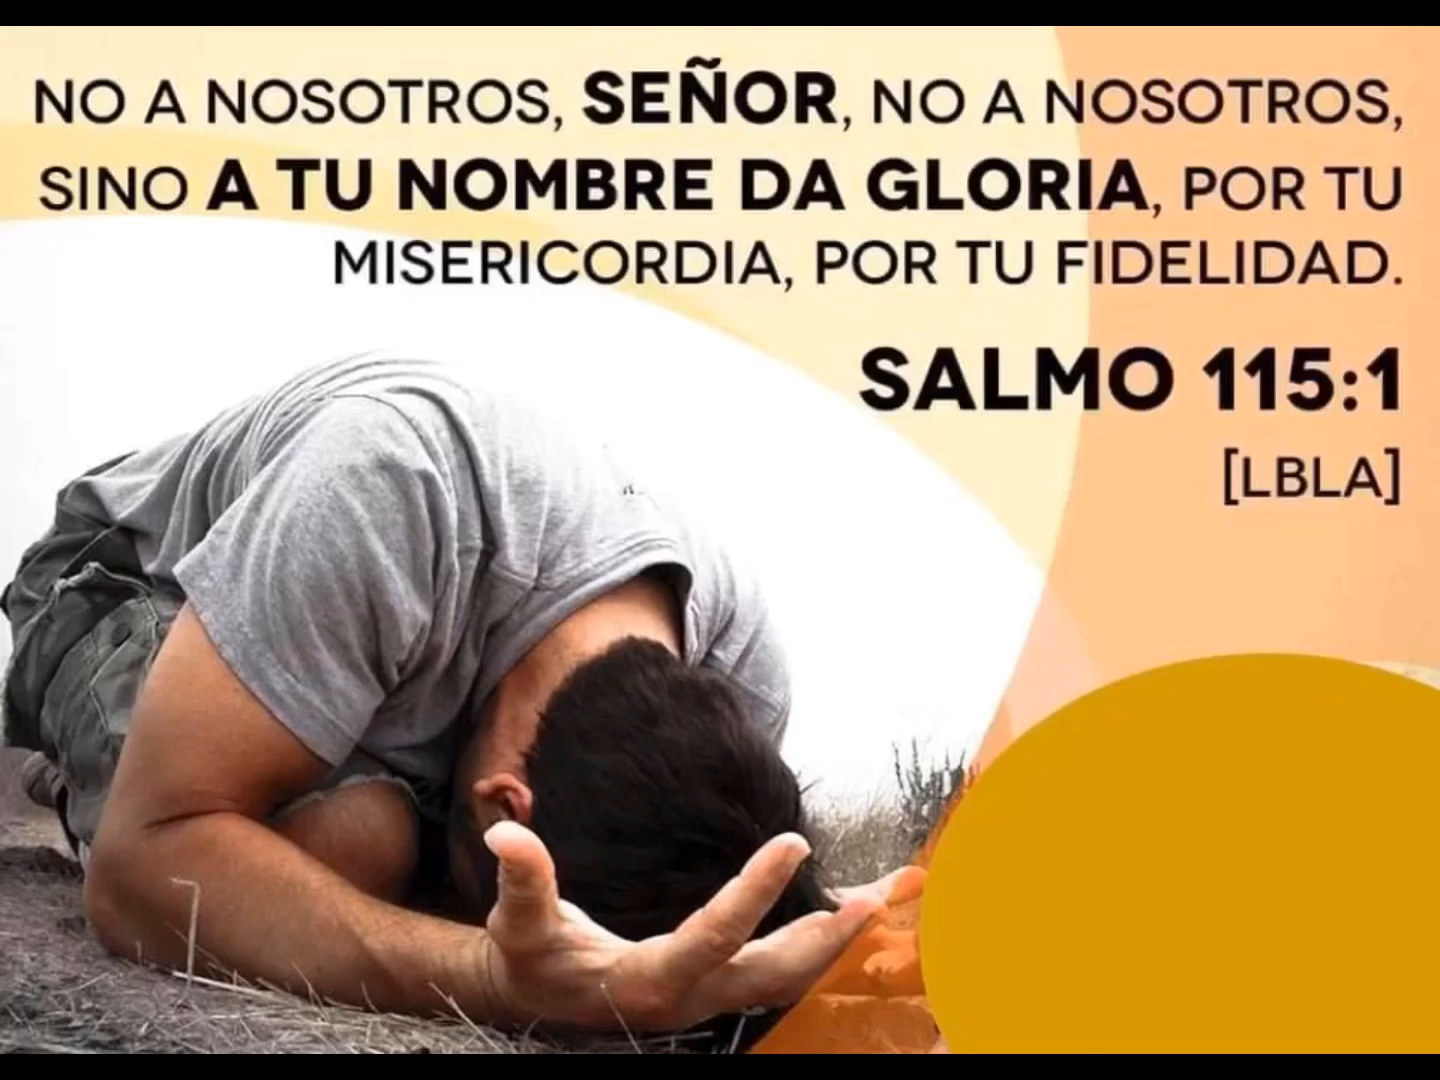 NO A NOSOTROS, SEÑOR, NO A NOSOTROS,
SINO A TU NOMBRE DA GLORIA, POR TU
MISERICORDIA, POR TU FIDELIDAD.
SALMO 115:1
[LBLA]